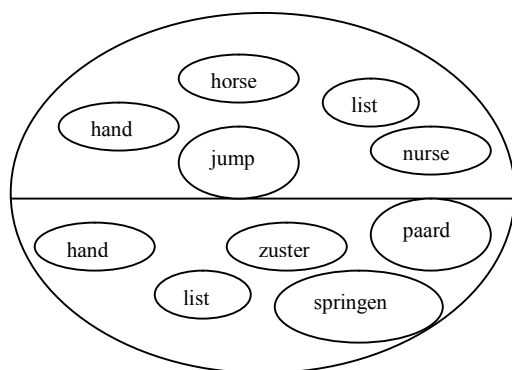 horse
list
hand
jump
nurse
paard
hand
zuster
list
springen